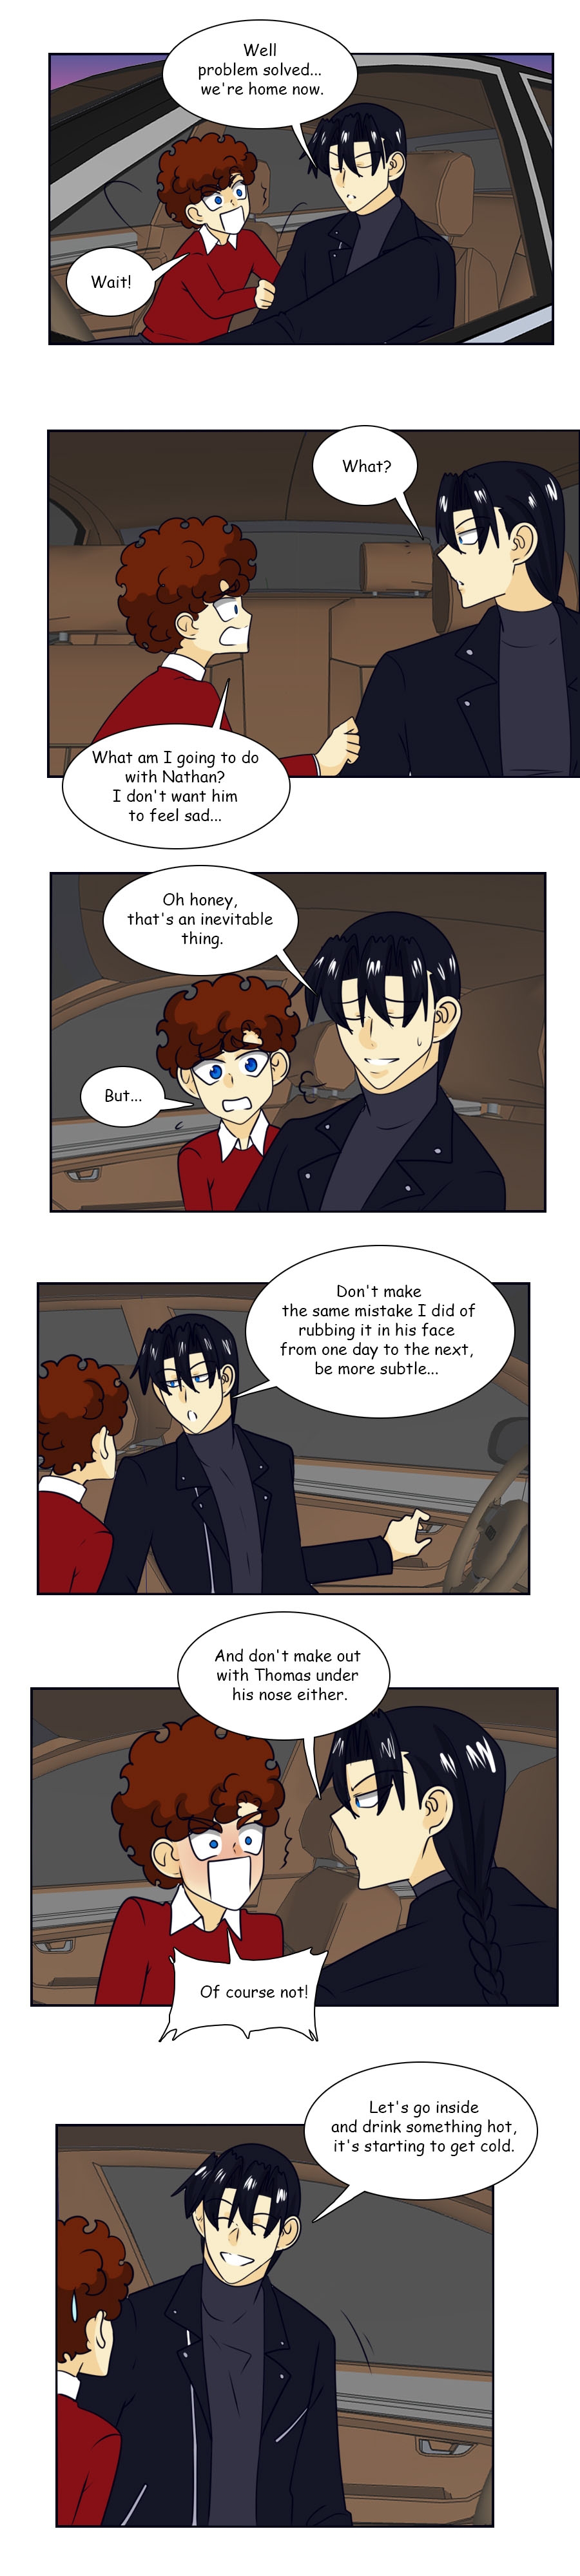 Well
problem solved...
we're home now.
Wait!
What?
What am I going to do
with Nathan?
I don't want him
to feel sad...
Oh honey,
that's an inevitable
thing.
But...
Don't make
the same mistake I did of
rubbing it in his face
from one day to the next,
be more subtle...
And don't make out
with Thomas under
his nose either.
Of course not!
Let's go inside
and drink something hot,
it's starting to get cold.